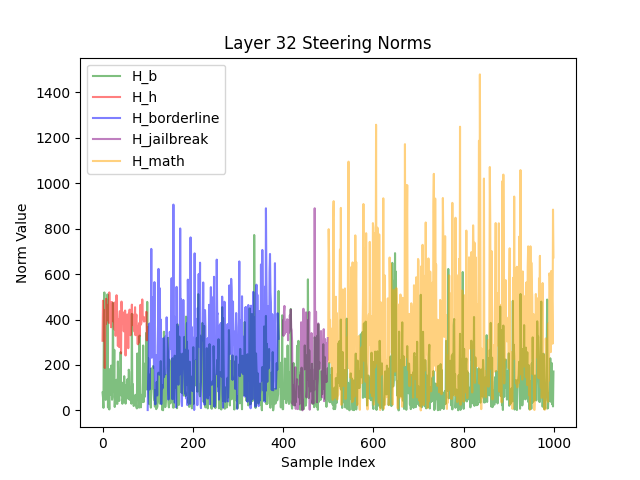 Layer 32 Steering Norms
H_b
H_h
H_borderline
H_jailbreak
H_math
Norm Value
1400
1200
1000
800
600
400
200
0
0 200 400 600 800 1000
Sample Index